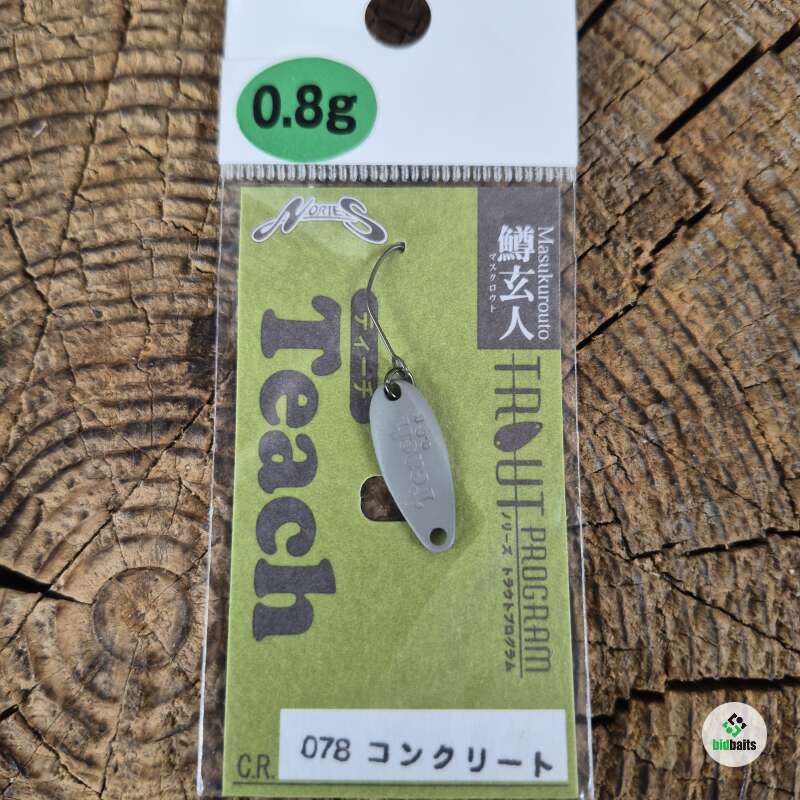 0.8g
NORIES
Masukurouto
鱒玄人
マスクロウト
TROUT PROGRAM
ノリーズ トラウトプログラム
ティーチ
Teach
Teach
C.R. 078 コンクリート
bidbaits